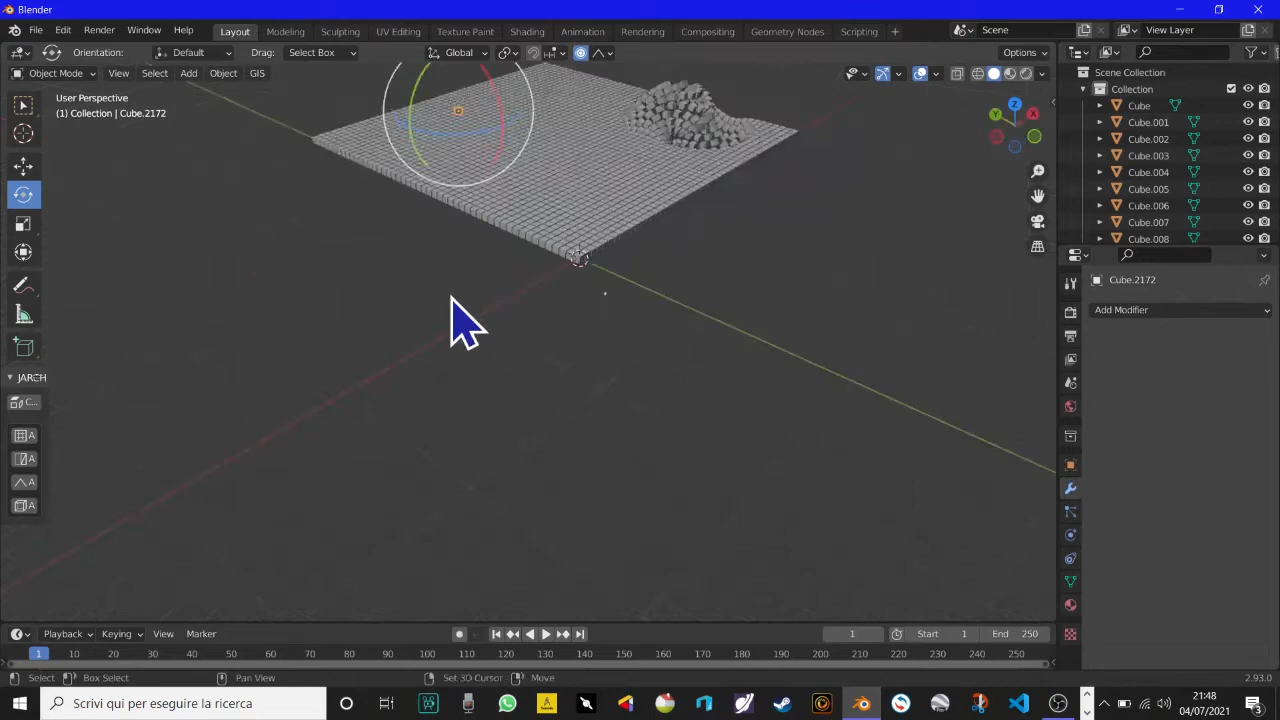 Blender
File Edit Render Window Help Layout Modeling Sculpting UV Editing Texture Paint Shading Animation Rendering Compositing Geometry Nodes Scripting + Scene View Layer
Orientation: Default Drag: Select Box Global Options
Object Mode View Select Add Object GIS
User Perspective
(1) Collection | Cube.2172
Z
Y
X
Scene Collection
Collection
Cube
Cube.001
Cube.002
Cube.003
Cube.004
Cube.005
Cube.006
Cube.007
Cube.008
Cube.2172
Add Modifier
JARCH
C...
A
A
A
A
Playback Keying View Marker 1 Start 1 End 250
1 10 20 30 40 50 60 70 80 90 100 110 120 130 140 150 160 170 180 190 200 210 220 230 240 250
Select Box Select Pan View Set 3D Cursor Move 2.93.0
Scrivi qui per eseguire la ricerca
21:48
04/07/2021
3